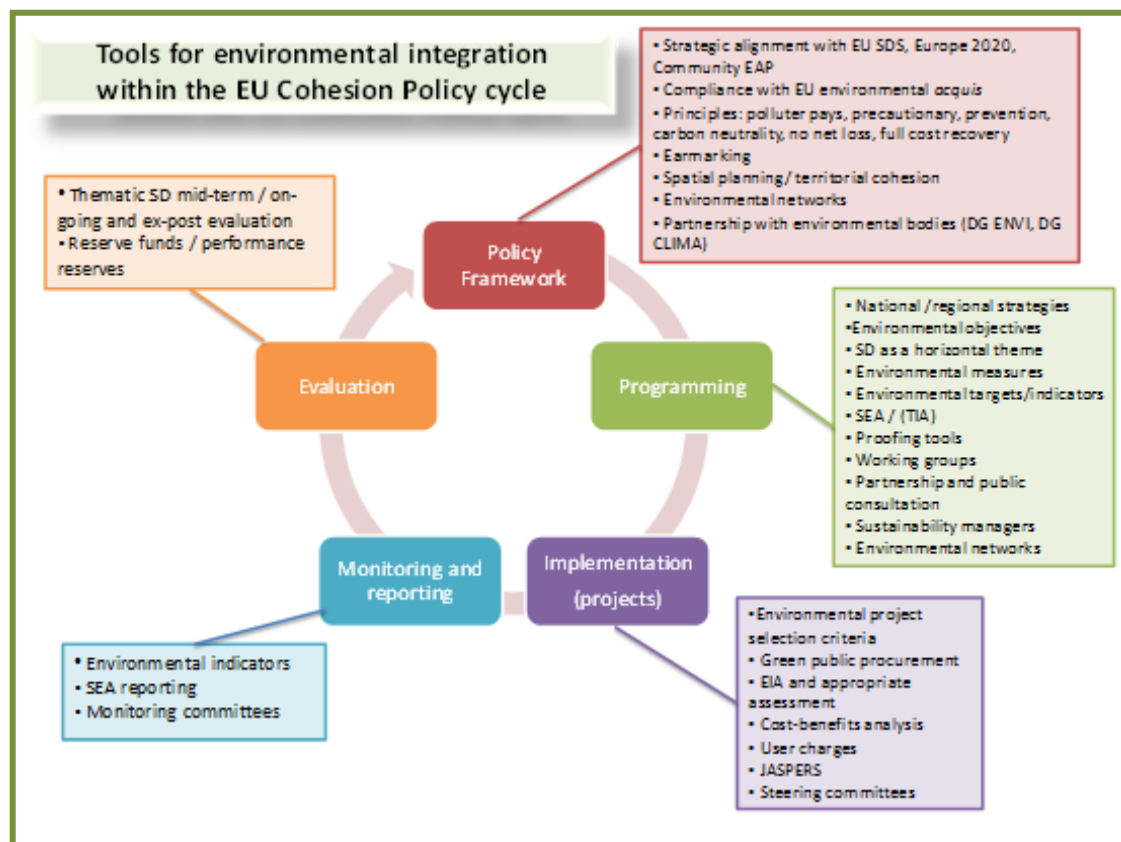 Tools for environmental integration
within the EU Cohesion Policy cycle
▪ Strategic alignment with EU SDS, Europe 2020,
Community EAP
▪ Compliance with EU environmental acquis
▪ Principles: polluter pays, precautionary, prevention,
carbon neutrality, no net loss, full cost recovery
▪ Earmarking
▪ Spatial planning/ territorial cohesion
▪ Environmental networks
▪ Partnership with environmental bodies (DG ENVI, DG
CLIMA)
▪ Thematic SD mid-term / on-
going and ex-post evaluation
▪ Reserve funds / performance
reserves
Policy
Framework
▪ National /regional strategies
▪Environmental objectives
▪ SD as a horizontal theme
▪ Environmental measures
▪ Environmental targets/indicators
▪ SEA / (TIA)
▪ Proofing tools
▪ Working groups
▪ Partnership and public
consultation
▪ Sustainability managers
▪ Environmental networks
Evaluation
Programming
Monitoring and
reporting
Implementation
(projects)
▪ Environmental indicators
▪ SEA reporting
▪ Monitoring committees
▪Environmental project
selection criteria
▪ Green public procurement
▪ EIA and appropriate
assessment
▪ Cost-benefits analysis
▪ User charges
▪ JASPERS
▪ Steering committees